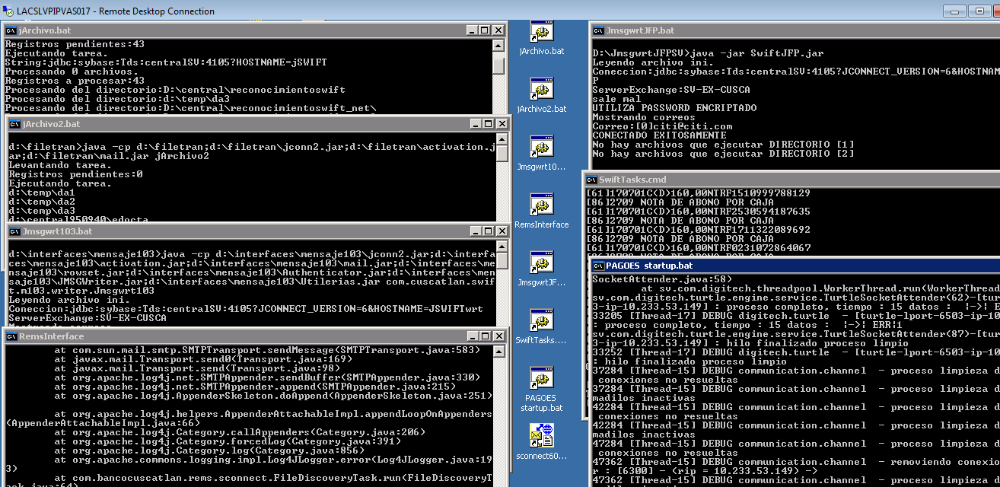 LACSLVPIPVAS017 - Remote Desktop Connection
jArchivo.bat
Registros pendientes:43
Ejecutando tarea.
String:jdbc:sybase:Tds:centralSV:4105?HOSTNAME=jSWIFT
Procesando 0 archivos.
Registros a procesar:43
Procesando del directorio:D:\central\reconocimientoswift
Procesando del directorio:d:\temp\da3
Procesando del directorio:d:\central\reconocimientoswift_net\
jArchivo2.bat
d:\filetran>java -cp d:\filetran;d:\filetran\jconn2.jar;d:\filetran\activation.j
ar;d:\filetran\mail.jar jArchivo2
Levantando tarea.
Registros pendientes:0
Ejecutando tarea.
d:\temp\da1
d:\temp\da2
d:\temp\da3
d:\central950940\edocta
Jmsgwrt103.bat
d:\interfaces\mensaje103>java -cp d:\interfaces\mensaje103\jconn2.jar;d:\interfa
ces\mensaje103\activation.jar;d:\interfaces\mensaje103\mail.jar;d:\interfaces\me
nsaje103\rowset.jar;d:\interfaces\mensaje103\Authenticator.jar;d:\interfaces\men
saje103\JMSGWriter.jar;d:\interfaces\mensaje103\Utilerias.jar com.cuscatlan.swif
t.m103.writer.Jmsgwrt103
Leyendo archivo ini.
Coneccion:jdbc:sybase:Tds:centralSV:4105?JCONNECT_VERSION=6&HOSTNAME=JSWIFTwrt
ServerExchange:SV-EX-CUSCA
RemsInterface
at com.sun.mail.smtp.SMTPTransport.sendMessage(SMTPTransport.java:583)
at javax.mail.Transport.send0(Transport.java:169)
at javax.mail.Transport.send(Transport.java:98)
at org.apache.log4j.net.SMTPAppender.sendBuffer(SMTPAppender.java:330)
at org.apache.log4j.net.SMTPAppender.append(SMTPAppender.java:215)
at org.apache.log4j.AppenderSkeleton.doAppend(AppenderSkeleton.java:251)
at org.apache.log4j.helpers.AppenderAttachableImpl.appendLoopOnAppenders
(AppenderAttachableImpl.java:66)
at org.apache.log4j.Category.callAppenders(Category.java:206)
at org.apache.log4j.Category.forcedLog(Category.java:391)
at org.apache.log4j.Category.log(Category.java:856)
at org.apache.commons.logging.impl.Log4JLogger.error(Log4JLogger.java:19
3)
at com.bancocuscatlan.rems.sconnect.FileDiscoveryTask.run(FileDiscoveryT
ask.java:64)
jArchivo.bat
jArchivo2.bat
Jmsgwrt10...
RemsInterface
JmsgwrtJF...
SwiftTasks....
PAGOES
startup.bat
sconnect60...
JmsgwrtJFP.bat
D:\JmsgwrtJFPSV>java -jar SwiftJFP.jar
Leyendo archivo ini.
Coneccion:jdbc:sybase:Tds:centralSV:4105?JCONNECT_VERSION=6&HOSTNAM
P
ServerExchange:SV-EX-CUSCA
sale mal
UTILIZA PASSWORD ENCRIPTADO
Mostrando correos
Correo:[0]citi@citi.com
CONECTADO EXITOSAMENTE
No hay archivos que ejecutar DIRECTORIO [1]
No hay archivos que ejecutar DIRECTORIO [2]
SwiftTasks.cmd
[61]170701C(D)160,00NTRF1510999788129
[86]2709 NOTA DE ABONO POR CAJA
[61]170701C(D)160,00NTRF2530594187635
[86]2709 NOTA DE ABONO POR CAJA
[61]170701C(D)160,00NTRF1711322089692
[86]2709 NOTA DE ABONO POR CAJA
[61]170701C(D)160,00NTRF0231072864067
PAGOES startup.bat
SocketAttender.java:58)
at sv.com.digitech.threadpool.WorkerThread.run(WorkerThread
sv.com.digitech.turtle.engine.service.TurtleSocketAttender(62)-[tur
3-ip-10.233.53.149] : proceso completo, tiempo : 15 datos : |->| E
33205 [Thread-17] DEBUG digitech.turtle - [turtle-lport-6503-ip-10
: proceso completo, tiempo : 15 datos : |->| ERR|1
sv.com.digitech.turtle.engine.service.TurtleSocketAttender(87)-[tur
3-ip-10.233.53.149] : hilo finalizado proceso limpio
33252 [Thread-17] DEBUG digitech.turtle - [turtle-lport-6503-ip-10
: hilo finalizado proceso limpio
37284 [Thread-15] DEBUG communication.channel - proceso limpieza d
conexiones no resueltas
37284 [Thread-15] DEBUG communication.channel - proceso limpieza d
madilos inactivas
42284 [Thread-15] DEBUG communication.channel - proceso limpieza d
conexiones no resueltas
42284 [Thread-15] DEBUG communication.channel - proceso limpieza d
madilos inactivas
47284 [Thread-15] DEBUG communication.channel - proceso limpieza d
conexiones no resueltas
47362 [Thread-15] DEBUG communication.channel - removiendo conexio
r : [6300] - (rip = 10.233.53.149) ->
47362 [Thread-15] DEBUG communication.channel - proceso limpieza d